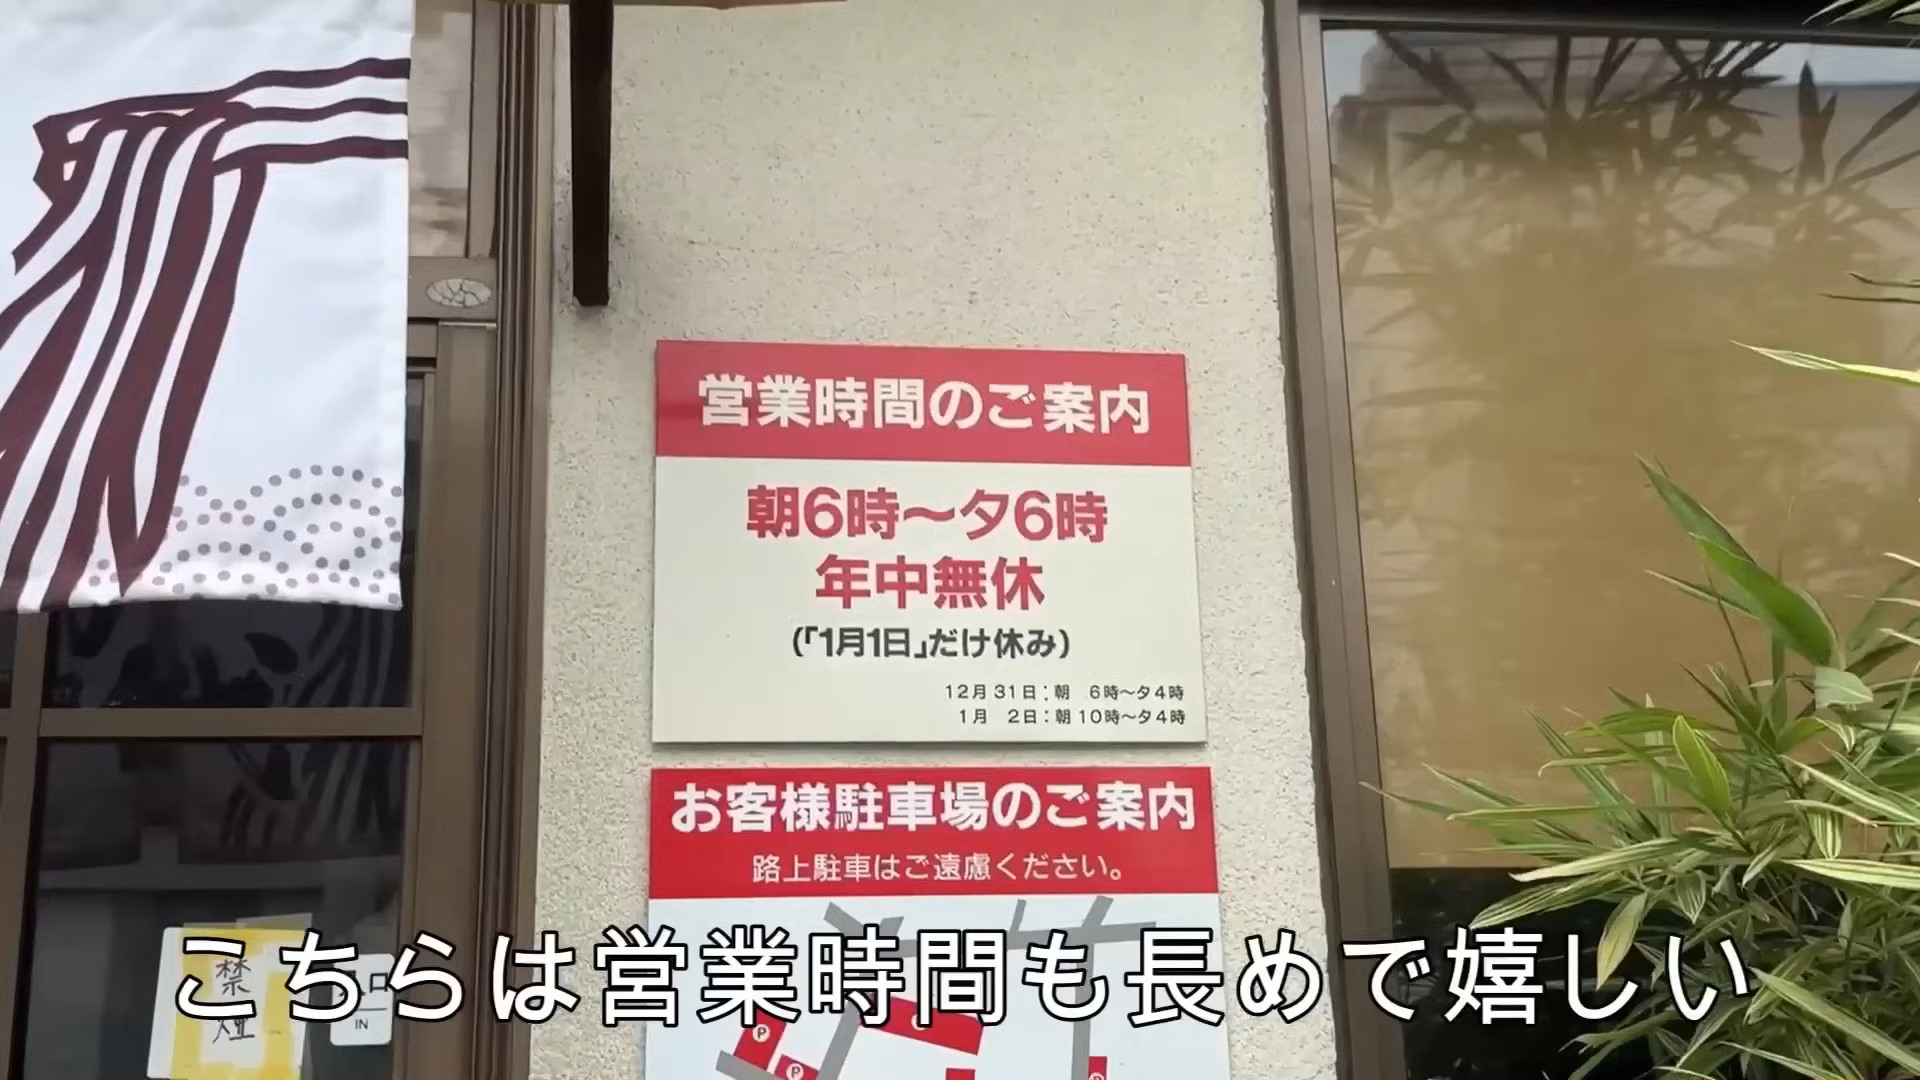 営業時間のご案内
朝6時～夕6時
年中無休
(「1月1日」だけ休み)
12月31日:朝 6時～夕4時
1月 2日:朝10時～夕4時
お客様駐車場のご案内
路上駐車はご遠慮ください。
こちらは営業時間も長めで嬉しい
禁煙
口
IN
P
P
P